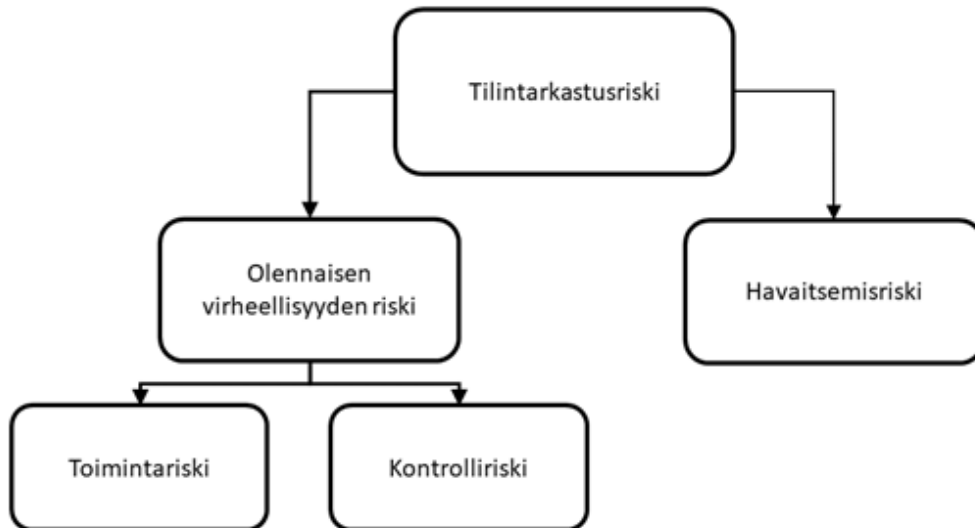 Tilintarkastusriski
Olennaisen
virheellisyyden riski
Havaitsemisriski
Toimintariski
Kontrolliriski